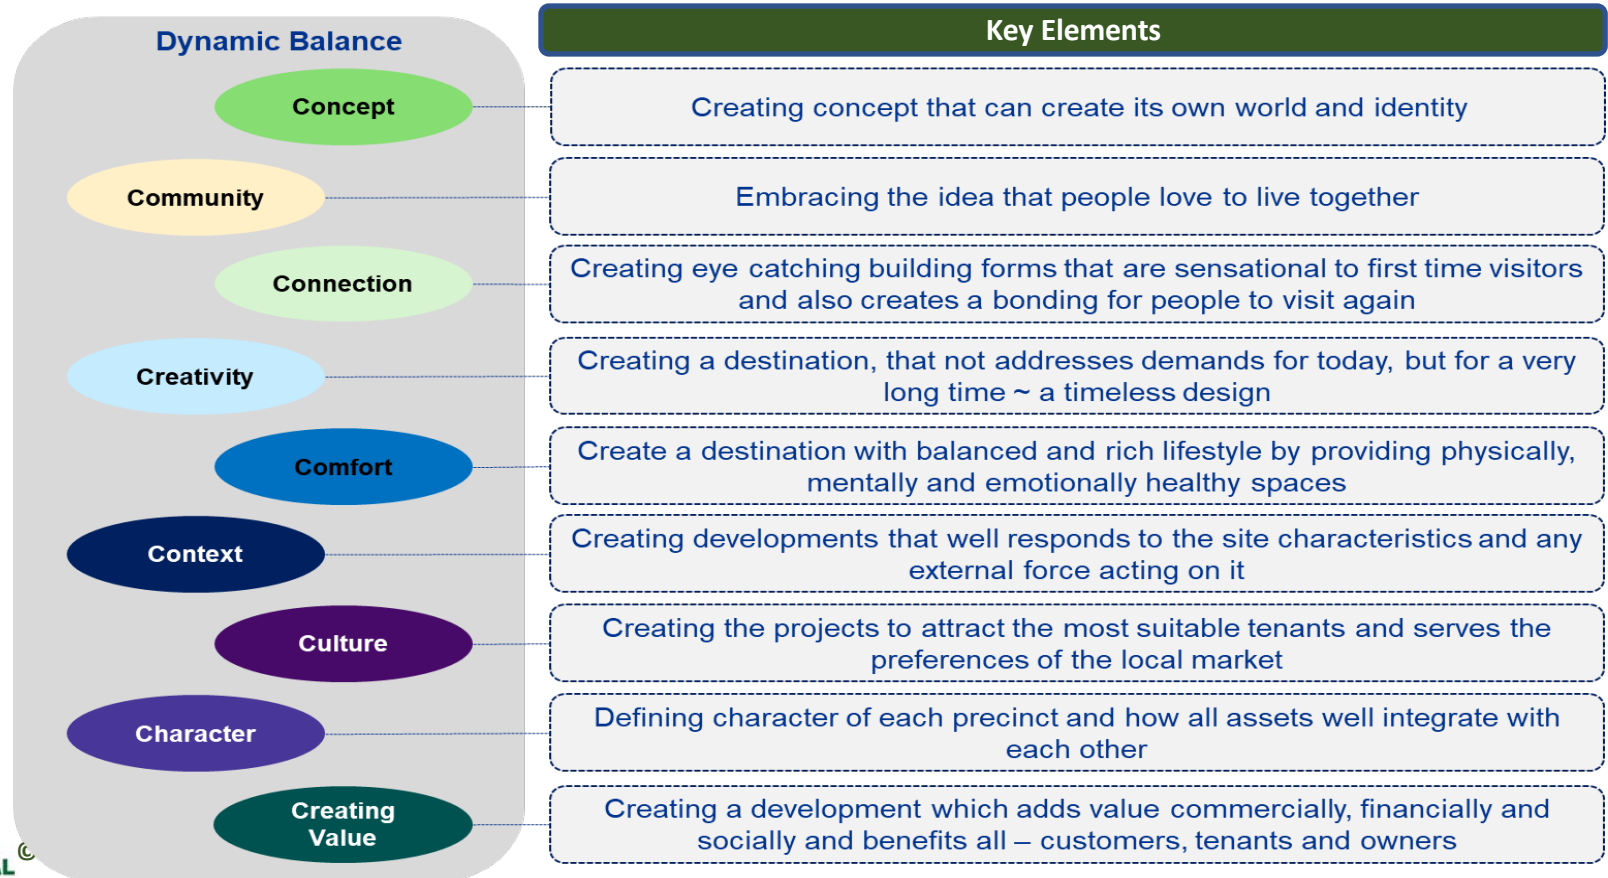 Dynamic Balance
Key Elements
Concept
Creating concept that can create its own world and identity
Community
Embracing the idea that people love to live together
Connection
Creating eye catching building forms that are sensational to first time visitors
and also creates a bonding for people to visit again
Creativity
Creating a destination, that not addresses demands for today, but for a very
long time ~ a timeless design
Comfort
Create a destination with balanced and rich lifestyle by providing physically,
mentally and emotionally healthy spaces
Context
Creating developments that well responds to the site characteristics and any
external force acting on it
Culture
Creating the projects to attract the most suitable tenants and serves the
preferences of the local market
Character
Defining character of each precinct and how all assets well integrate with
each other
Creating
Value
Creating a development which adds value commercially, financially and
socially and benefits all – customers, tenants and owners
©